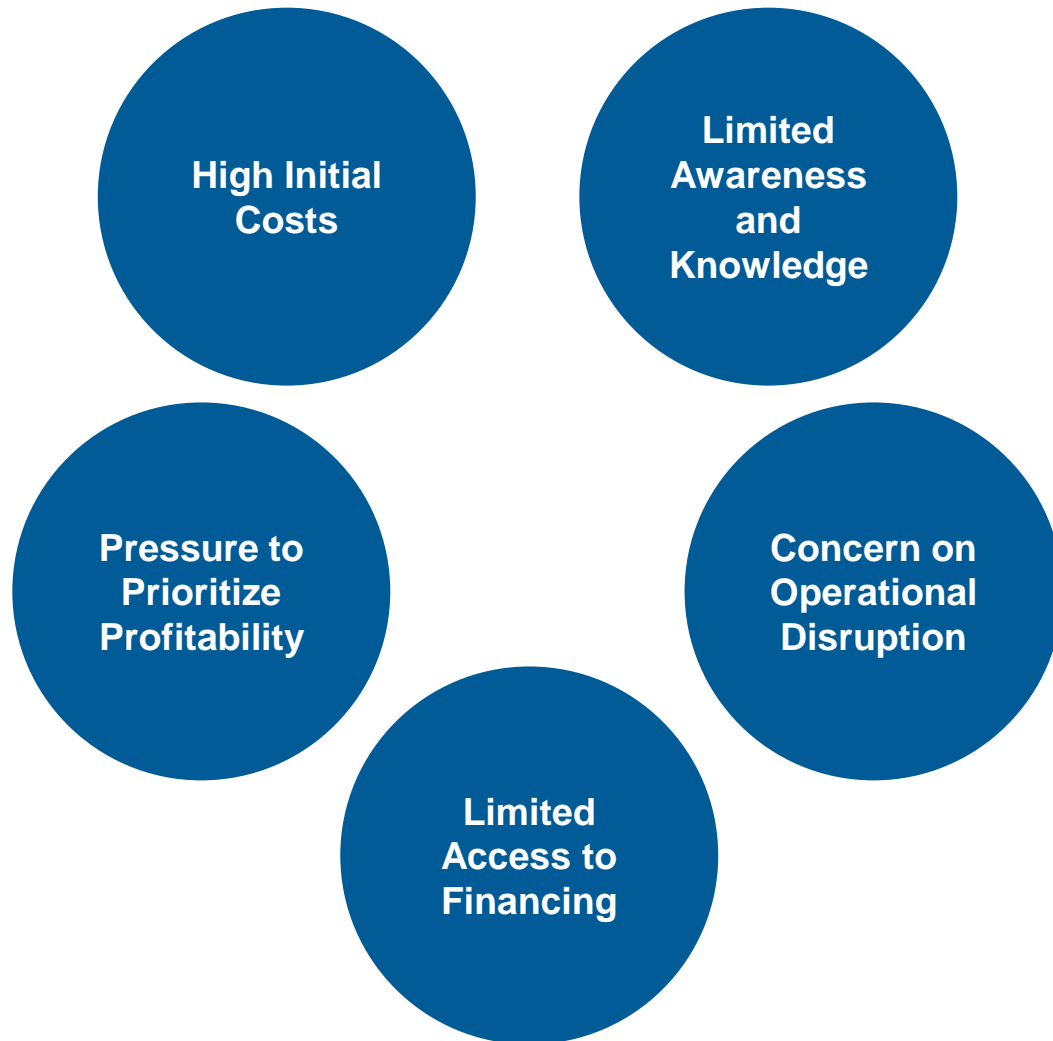 High Initial
Costs
Limited
Awareness
and
Knowledge
Pressure to
Prioritize
Profitability
Concern on
Operational
Disruption
Limited
Access to
Financing